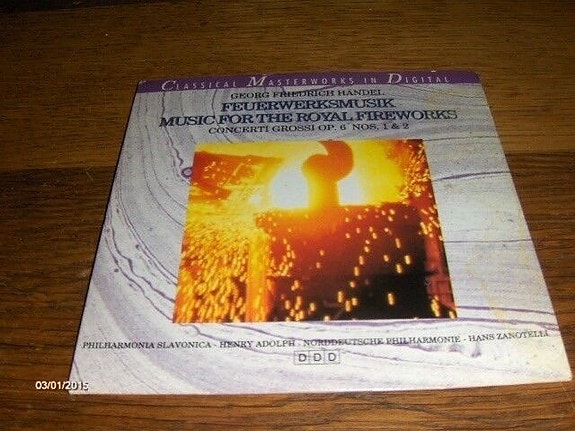 CLASSICAL MASTERWORKS IN DIGITAL
GEORG FRIEDRICH HANDEL
FEUERWERKSMUSIK
MUSIC FOR THE ROYAL FIREWORKS
CONCERTI GROSSI OP. 6 NOS. 1 & 2
PHILHARMONIA SLAVONICA - HENRY ADOLPH - NORDDEUTSCHE PHILHARMONIE - HANS ZANOTELLI
DDD
03/01/2015